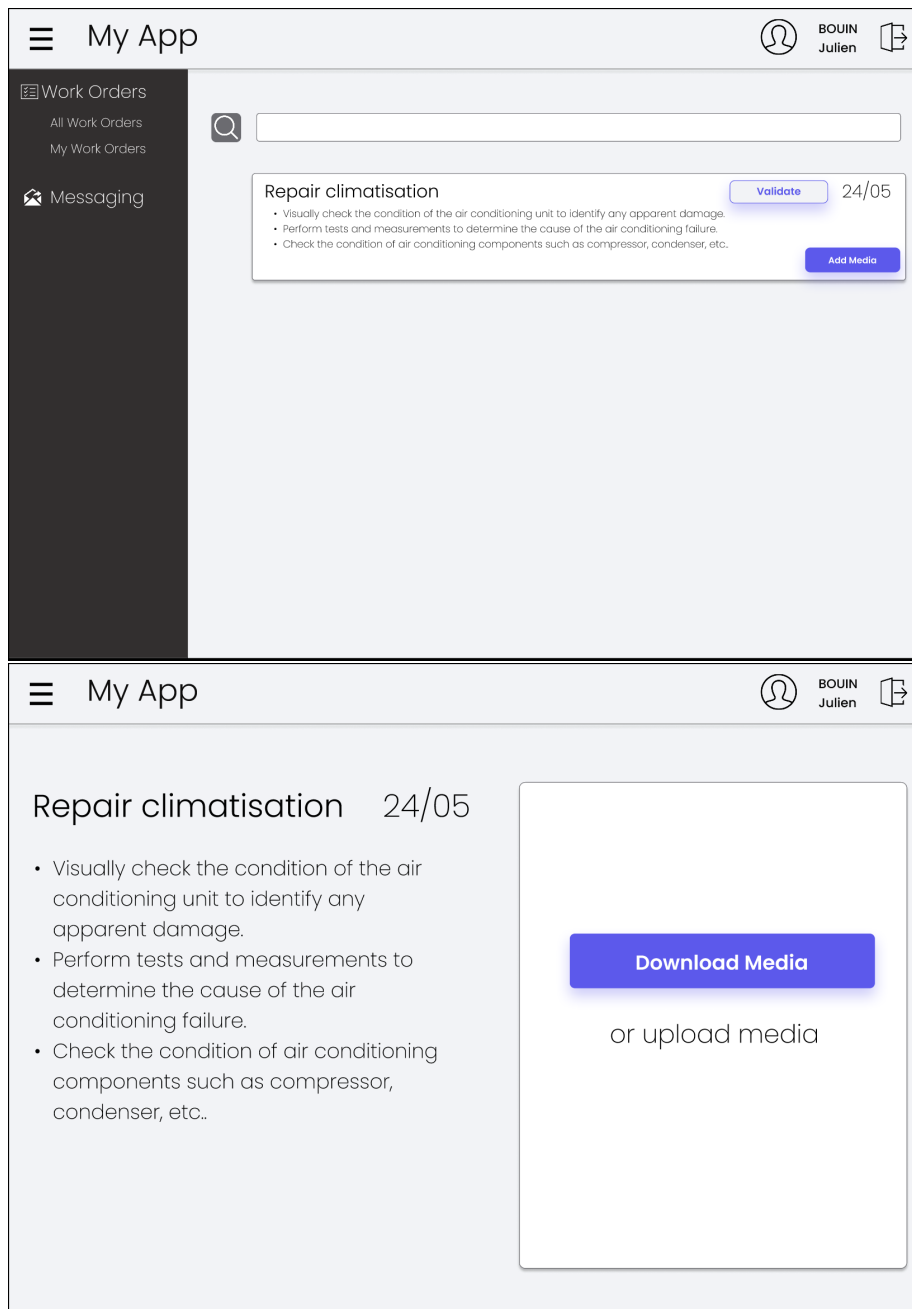 My App
BOUIN
Julien
Work Orders
All Work Orders
My Work Orders
Messaging
Repair climatisation
Validate
24/05
• Visually check the condition of the air conditioning unit to identify any apparent damage.
• Perform tests and measurements to determine the cause of the air conditioning failure.
• Check the condition of air conditioning components such as compressor, condenser, etc..
Add Media
My App
BOUIN
Julien
Repair climatisation 24/05
• Visually check the condition of the air
conditioning unit to identify any
apparent damage.
• Perform tests and measurements to
determine the cause of the air
conditioning failure.
• Check the condition of air conditioning
components such as compressor,
condenser, etc..
Download Media
or upload media